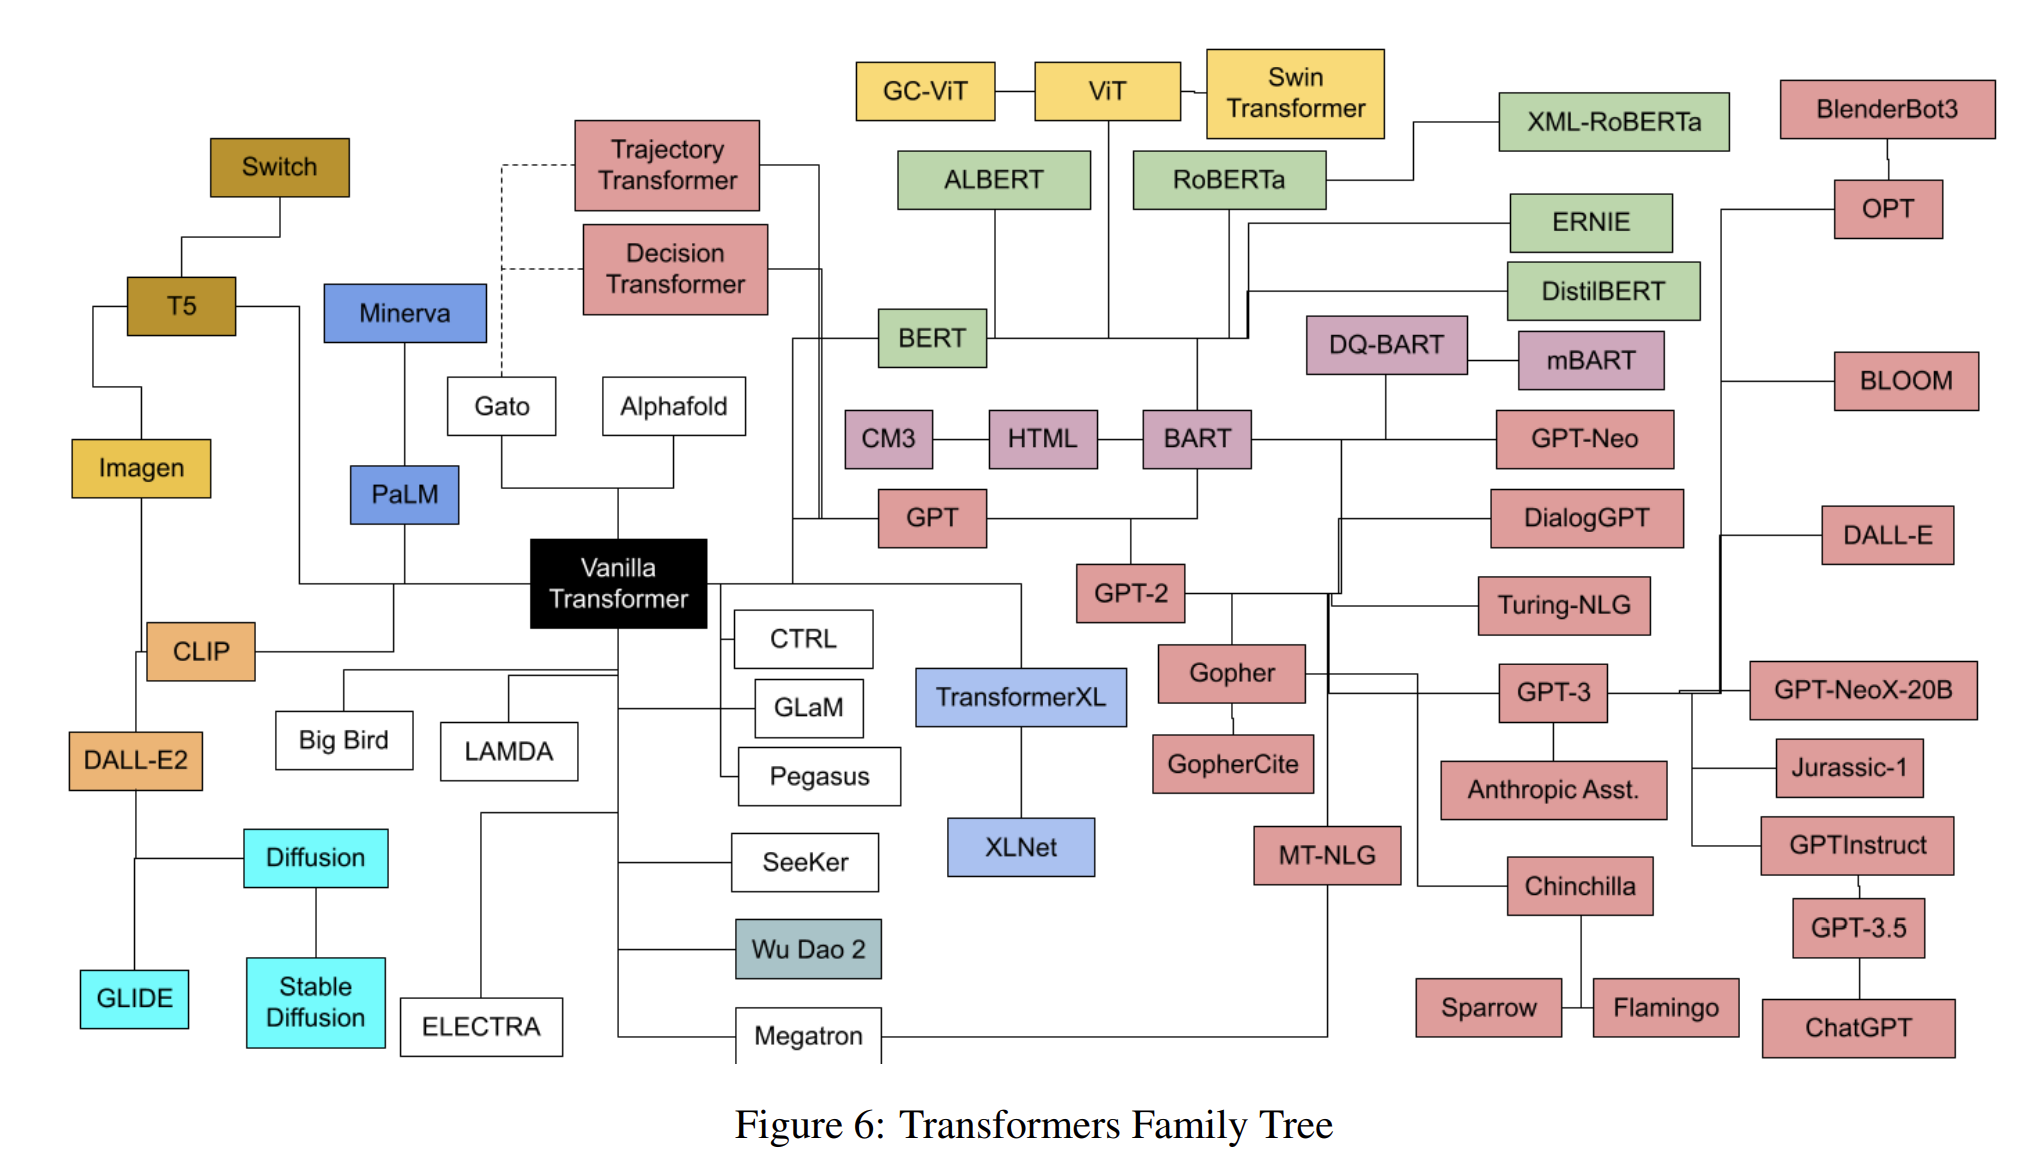 GC-ViT
ViT
Swin
Transformer
BlenderBot3
XML-RoBERTa
Switch
Trajectory
Transformer
ALBERT
RoBERTa
OPT
ERNIE
Decision
Transformer
DistilBERT
T5
Minerva
BERT
DQ-BART
mBART
BLOOM
Gato
Alphafold
CM3
HTML
BART
GPT-Neo
Imagen
PaLM
GPT
DialogGPT
DALL-E
Vanilla
Transformer
GPT-2
Turing-NLG
CLIP
CTRL
Gopher
GPT-3
GPT-NeoX-20B
TransformerXL
GLaM
Big Bird
LAMDA
DALL-E2
Pegasus
GopherCite
Anthropic Asst.
Jurassic-1
Diffusion
SeeKer
XLNet
MT-NLG
GPTInstruct
Chinchilla
Wu Dao 2
GPT-3.5
GLIDE
Stable
Diffusion
ELECTRA
Megatron
Sparrow
Flamingo
ChatGPT
Figure 6: Transformers Family Tree